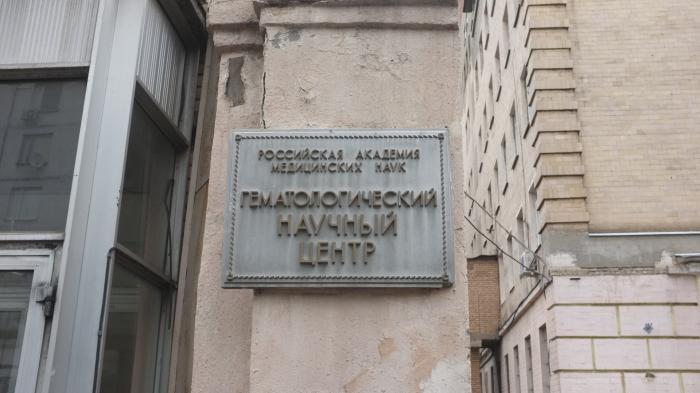 РОССИЙСКАЯ АКАДЕМИЯ
МЕДИЦИНСКИХ НАУК
ГЕМАТОЛОГИЧЕСКИЙ
НАУЧНЫЙ
ЦЕНТР